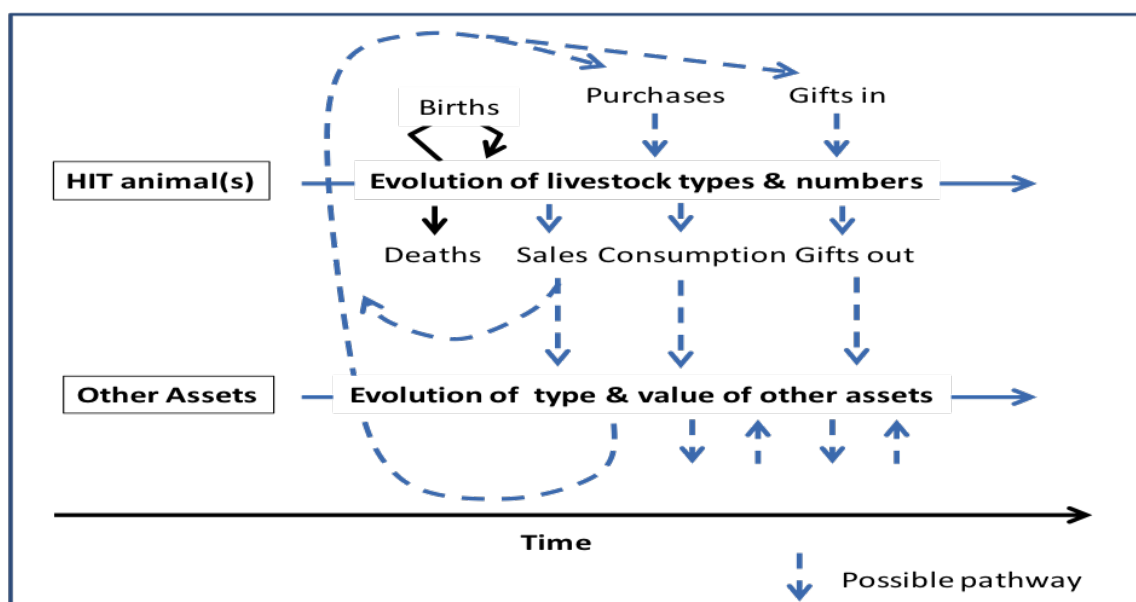 Births
Purchases
Gifts in
HIT animal(s)
Evolution of livestock types & numbers
Deaths
Sales
Consumption
Gifts out
Other Assets
Evolution of type & value of other assets
Time
Possible pathway